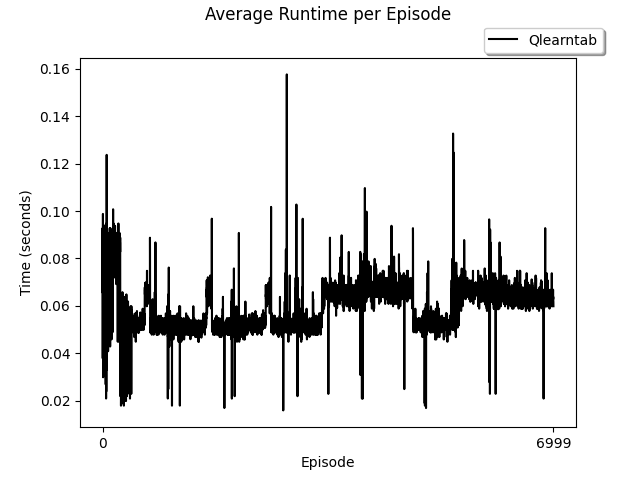 Average Runtime per Episode
Qlearntab
0.16
0.14
0.12
0.10
0.08
0.06
0.04
0.02
Time (seconds)
0
6999
Episode